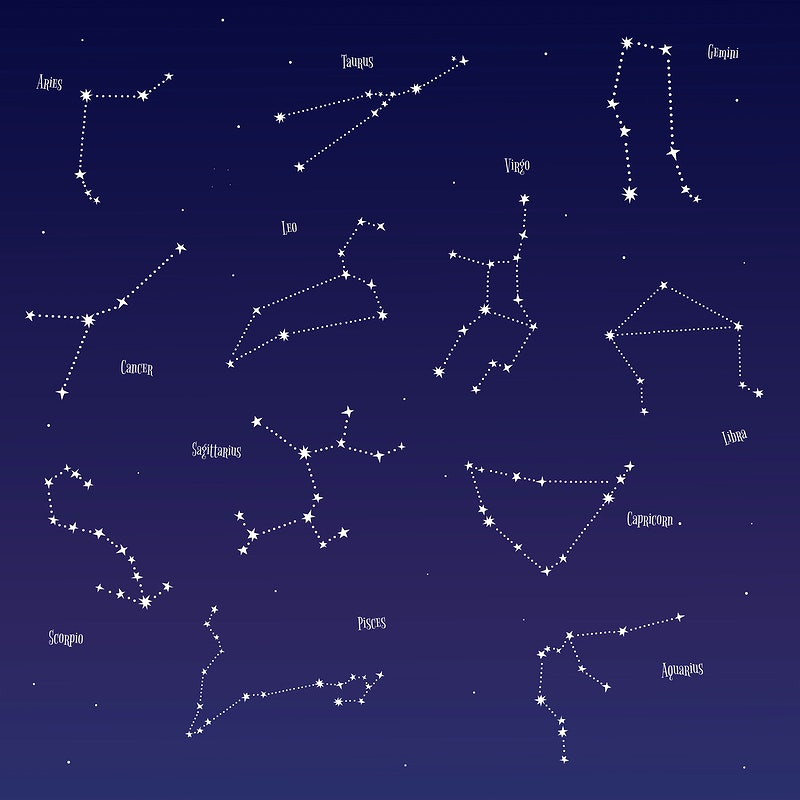 Aries
Taurus
Gemini
Virgo
Leo
Cancer
Libra
Sagittarius
Capricorn
Scorpio
Pisces
Aquarius